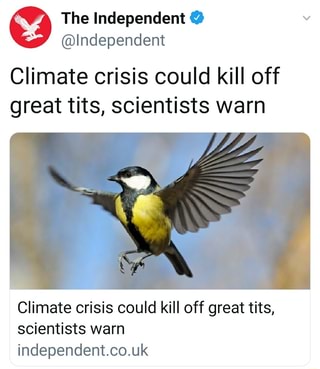 The Independent
@Independent
Climate crisis could kill off
great tits, scientists warn
Climate crisis could kill off great tits,
scientists warn
independent.co.uk